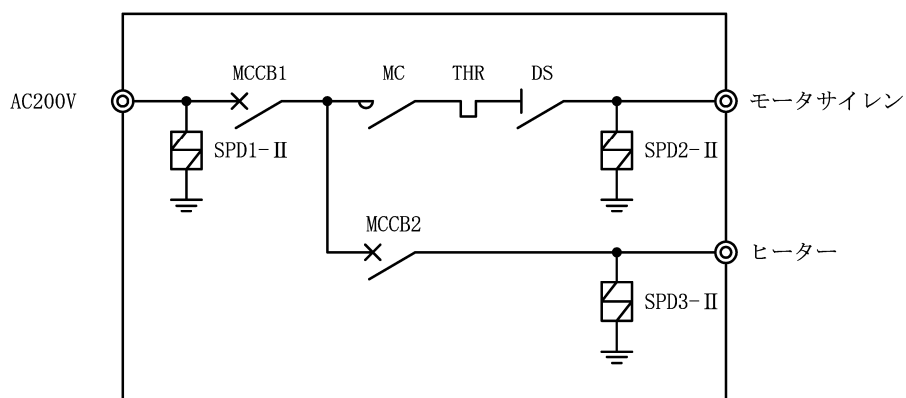 MCCB1
MC
THR
DS
AC200V
モータサイレン
SPD1-Ⅱ
SPD2-Ⅱ
MCCB2
ヒーター
SPD3-Ⅱ